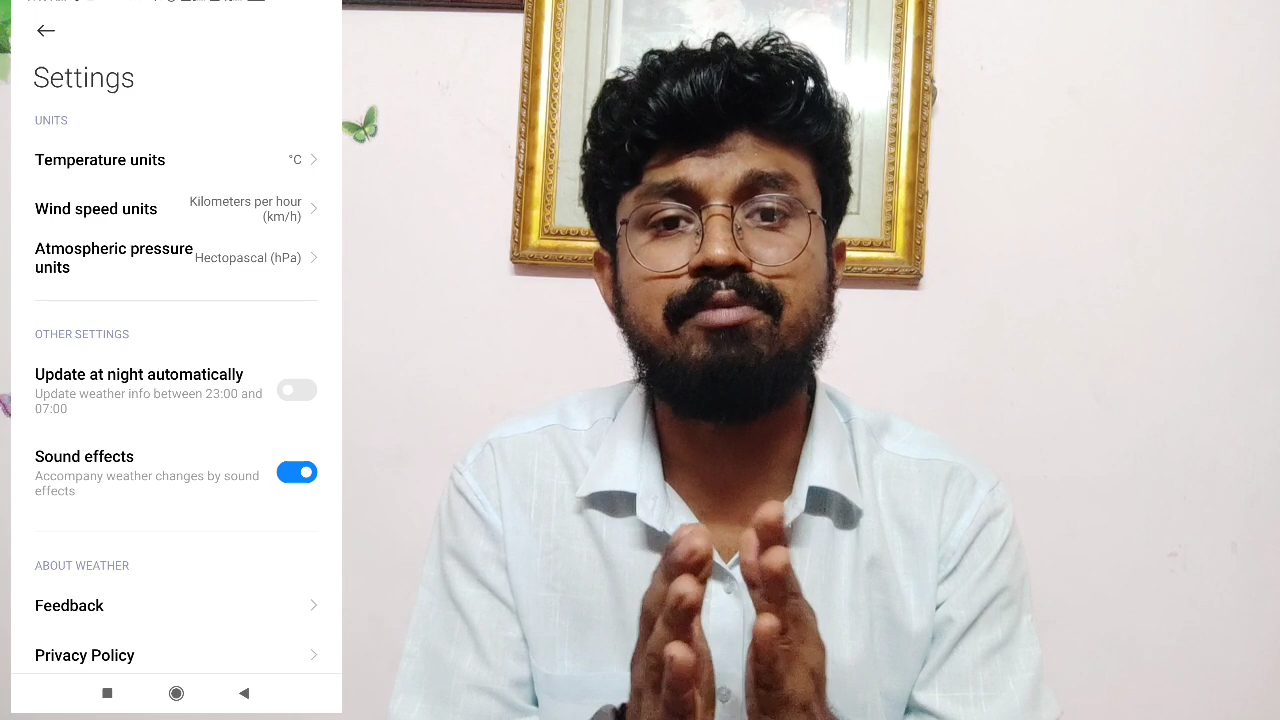 Settings
UNITS
Temperature units
°C
Wind speed units
Kilometers per hour
(km/h)
Atmospheric pressure
units
Hectopascal (hPa)
OTHER SETTINGS
Update at night automatically
Update weather info between 23:00 and
07:00
Sound effects
Accompany weather changes by sound
effects
ABOUT WEATHER
Feedback
Privacy Policy